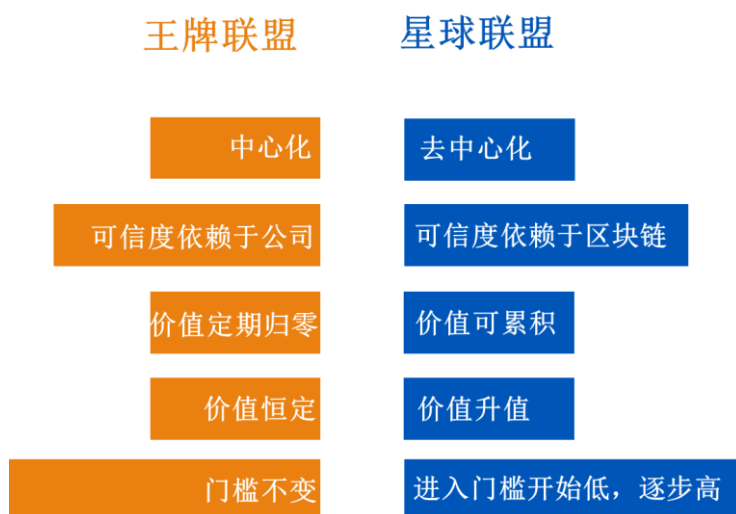 王牌联盟 星球联盟
中心化 去中心化
可信度依赖于公司 可信度依赖于区块链
价值定期归零 价值可累积
价值恒定 价值升值
门槛不变 进入门槛开始低，逐步高